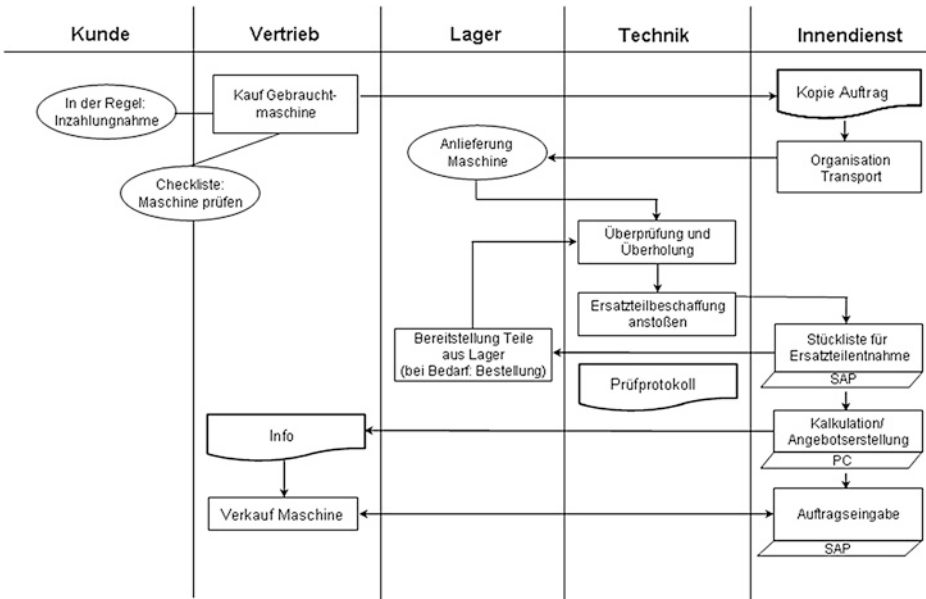 Kunde
Vertrieb
Lager
Technik
Innendienst
In der Regel:
Inzahlungnahme
Kauf Gebraucht-
maschine
Kopie Auftrag
Checkliste:
Maschine prüfen
Anlieferung
Maschine
Organisation
Transport
Überprüfung und
Überholung
Ersatzteilbeschaffung
anstoßen
Bereitstellung Teile
aus Lager
(bei Bedarf: Bestellung)
Stückliste für
Ersatzteilentnahme
SAP
Prüfprotokoll
Info
Kalkulation/
Angebotserstellung
PC
Verkauf Maschine
Auftragseingabe
SAP